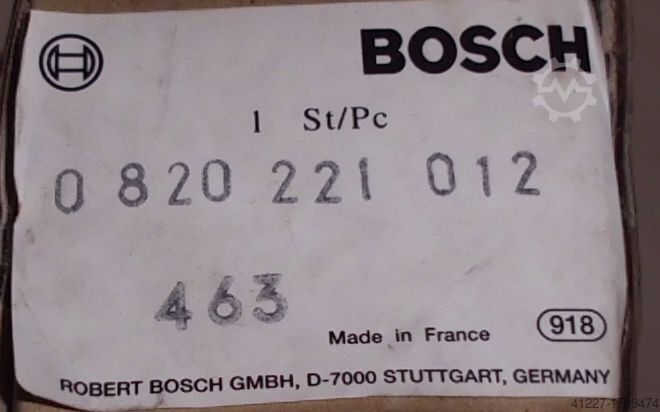 BOSCH
1 St/Pc
0 820 221 012
463
Made in France 918
ROBERT BOSCH GMBH, D-7000 STUTTGART, GERMANY